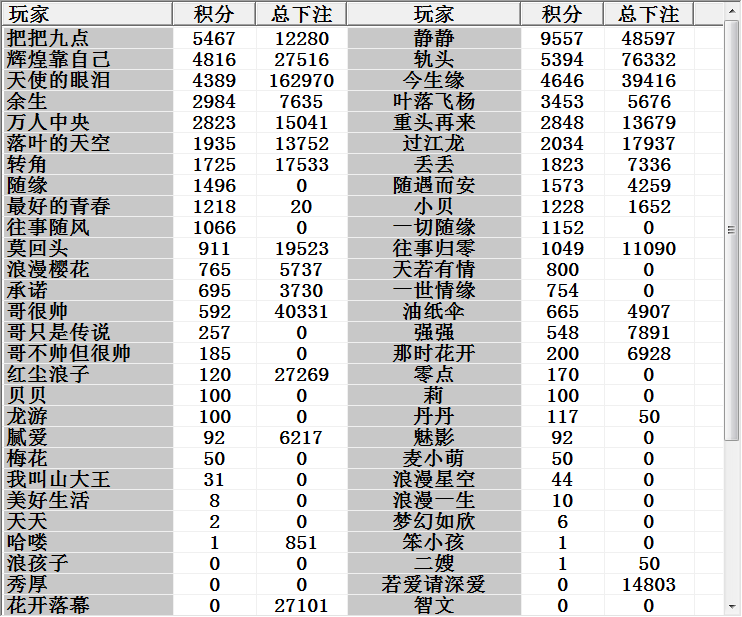 玩家 积分 总下注 玩家 积分 总下注
把把九点 5467 12280 静静 9557 48597
辉煌靠自己 4816 27516 轨头 5394 76332
天使的眼泪 4389 162970 今生缘 4646 39416
余生 2984 7635 叶落飞杨 3453 5676
万人中央 2823 15041 重头再来 2848 13679
落叶的天空 1935 13752 过江龙 2034 17937
转角 1725 17533 丢丢 1823 7336
随缘 1496 0 随遇而安 1573 4259
最好的青春 1218 20 小贝 1228 1652
往事随风 1066 0 一切随缘 1152 0
莫回头 911 19523 往事归零 1049 11090
浪漫樱花 765 5737 天若有情 800 0
承诺 695 3730 一世情缘 754 0
哥很帅 592 40331 油纸伞 665 4907
哥只是传说 257 0 强强 548 7891
哥不帅但很帅 185 0 那时花开 200 6928
红尘浪子 120 27269 零点 170 0
贝贝 100 0 莉 100 0
龙游 100 0 丹丹 117 50
腻爱 92 6217 魅影 92 0
梅花 50 0 麦小萌 50 0
我叫山大王 31 0 浪漫星空 44 0
美好生活 8 0 浪漫一生 10 0
天天 2 0 梦幻如欣 6 0
哈喽 1 851 笨小孩 1 0
浪孩子 0 0 二嫂 1 50
秀厚 0 0 若爱请深爱 0 14803
花开落幕 0 27101 智文 0 0